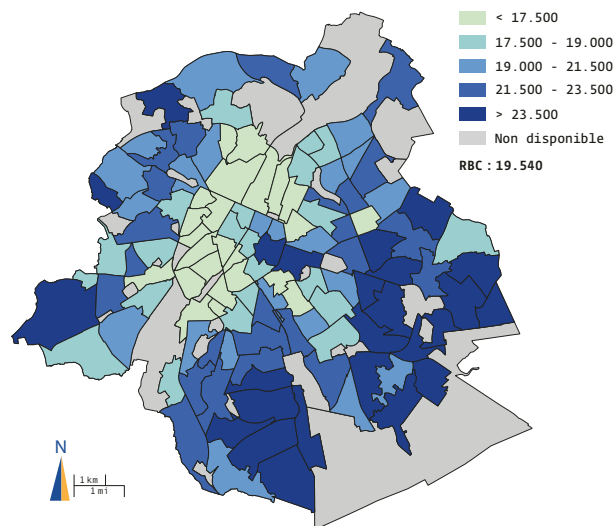 < 17.500
17.500 - 19.000
19.000 - 21.500
21.500 - 23.500
> 23.500
Non disponible
RBC : 19.540
N
1 km
1 mi